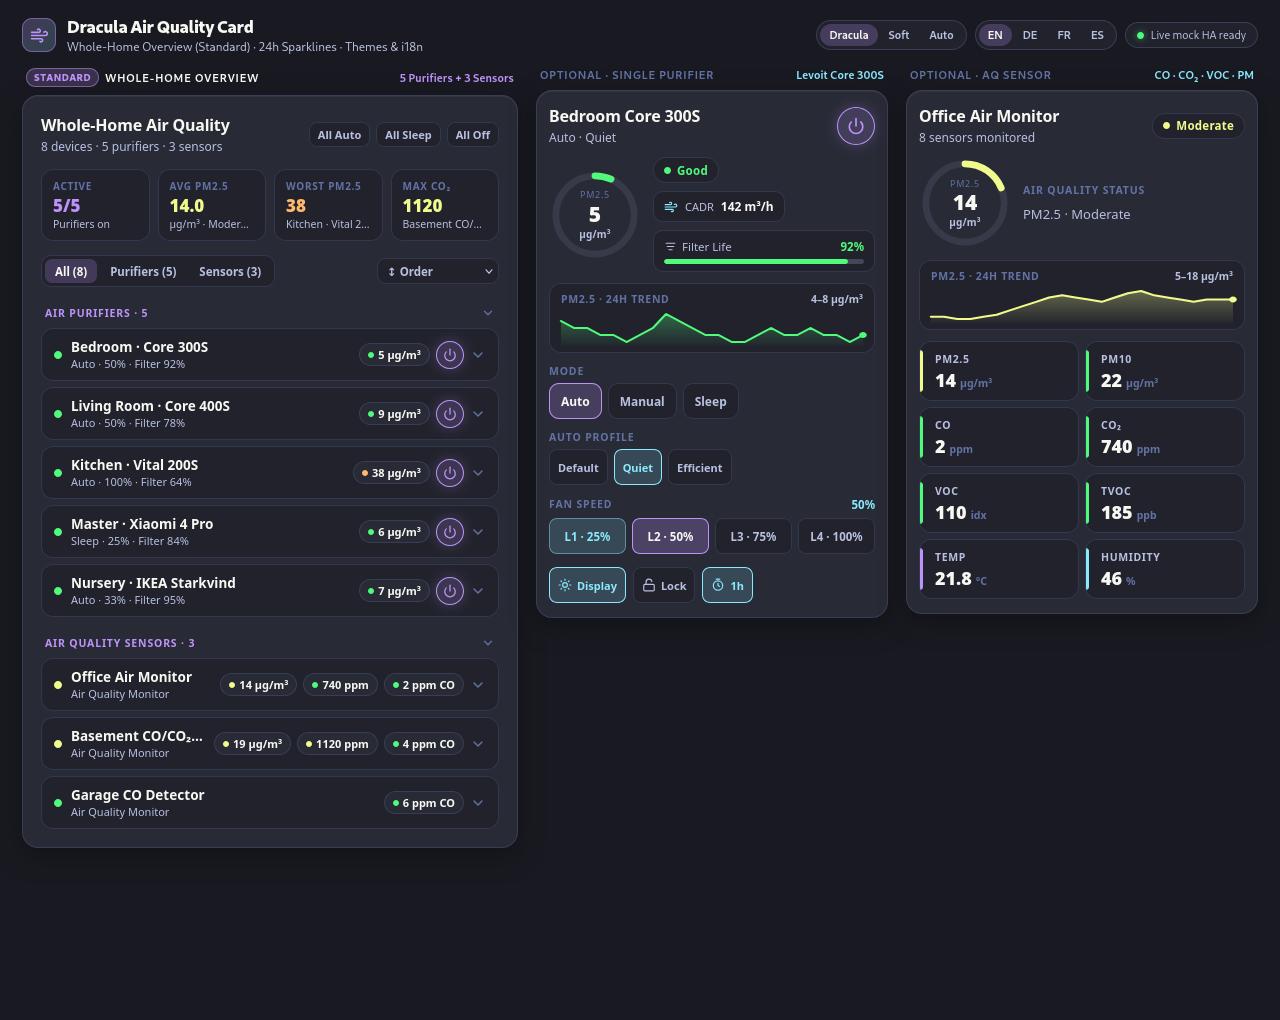 Dracula Air Quality Card
Whole-Home Overview (Standard) · 24h Sparklines · Themes & i18n
Dracula Soft Auto
EN DE FR ES
Live mock HA ready
STANDARD WHOLE-HOME OVERVIEW
5 Purifiers + 3 Sensors
Whole-Home Air Quality
8 devices · 5 purifiers · 3 sensors
All Auto All Sleep All Off
ACTIVE
5/5
Purifiers on
AVG PM2.5
14.0
µg/m³ · Moder...
WORST PM2.5
38
Kitchen · Vital 2...
MAX CO₂
1120
Basement CO/...
All (8) Purifiers (5) Sensors (3)
↕ Order
AIR PURIFIERS · 5
Bedroom · Core 300S
Auto · 50% · Filter 92%
5 µg/m³
Living Room · Core 400S
Auto · 50% · Filter 78%
9 µg/m³
Kitchen · Vital 200S
Auto · 100% · Filter 64%
38 µg/m³
Master · Xiaomi 4 Pro
Sleep · 25% · Filter 84%
6 µg/m³
Nursery · IKEA Starkvind
Auto · 33% · Filter 95%
7 µg/m³
AIR QUALITY SENSORS · 3
Office Air Monitor
Air Quality Monitor
14 µg/m³ 740 ppm 2 ppm CO
Basement CO/CO₂...
Air Quality Monitor
19 µg/m³ 1120 ppm 4 ppm CO
Garage CO Detector
Air Quality Monitor
6 ppm CO
OPTIONAL · SINGLE PURIFIER
Levoit Core 300S
Bedroom Core 300S
Auto · Quiet
PM2.5
5
µg/m³
Good
CADR 142 m³/h
Filter Life 92%
PM2.5 · 24H TREND 4–8 µg/m³
MODE
Auto Manual Sleep
AUTO PROFILE
Default Quiet Efficient
FAN SPEED 50%
L1 · 25% L2 · 50% L3 · 75% L4 · 100%
Display Lock 1h
OPTIONAL · AQ SENSOR
CO · CO₂ · VOC · PM
Office Air Monitor
8 sensors monitored
Moderate
PM2.5
14
µg/m³
AIR QUALITY STATUS
PM2.5 · Moderate
PM2.5 · 24H TREND 5–18 µg/m³
PM2.5
14 µg/m³
PM10
22 µg/m³
CO
2 ppm
CO₂
740 ppm
VOC
110 idx
TVOC
185 ppb
TEMP
21.8 °C
HUMIDITY
46 %